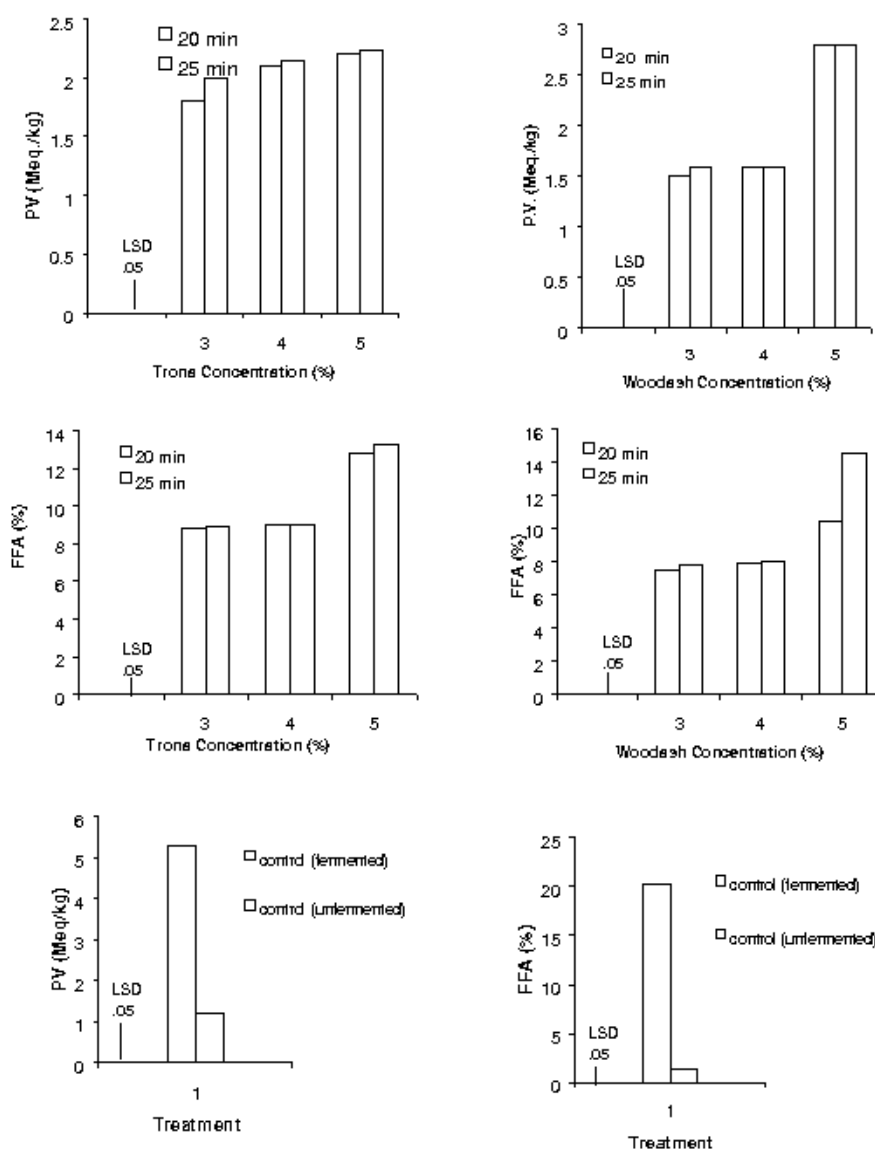 2.5
2
1.5
1
0.5
0
PV (Meq./kg)
20 min
25 min
LSD
.05
3 4 5
Trona Concentration (%)
3
2.5
2
1.5
1
0.5
0
P.V. (Meq./kg)
20 min
25 min
LSD
.05
3 4 5
Woodash Concentration (%)
14
12
10
8
6
4
2
0
FFA (%)
20 min
25 min
LSD
.05
3 4 5
Trona Concentration (%)
16
14
12
10
8
6
4
2
0
FFA (%)
20 min
25 min
LSD
.05
3 4 5
Woodash Concentration (%)
6
5
4
3
2
1
0
PV (Meq/kg)
control (fermented)
control (unfermented)
LSD
.05
1
Treatment
25
20
15
10
5
0
FFA (%)
control (fermented)
control (unfermented)
LSD
.05
1
Treatment